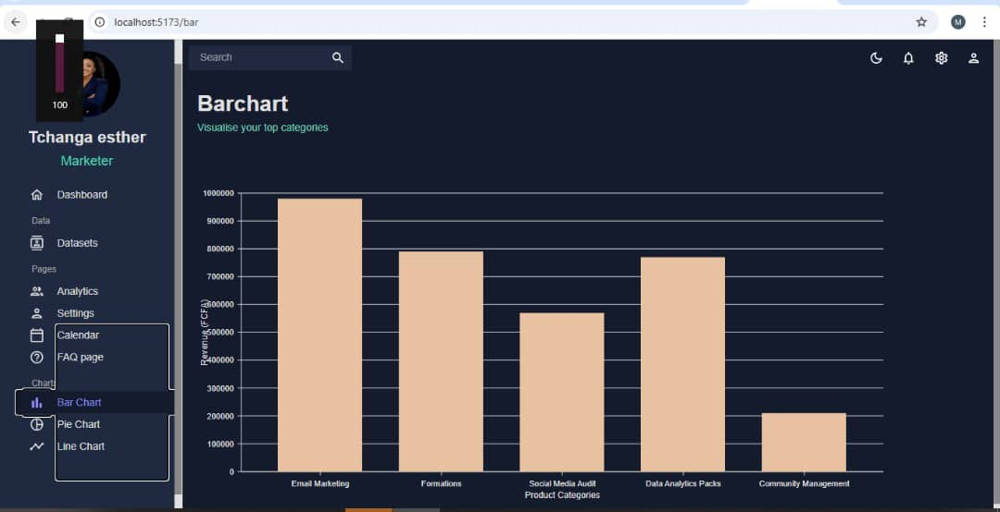 localhost:5173/bar
M
100
Tchanga esther
Marketer
Dashboard
Data
Datasets
Pages
Analytics
Settings
Calendar
FAQ page
Charts
Bar Chart
Pie Chart
Line Chart
Search
Barchart
Visualise your top categories
1000000
900000
800000
700000
600000
500000
400000
300000
200000
100000
0
Revenue (FCFA)
Email Marketing
Formations
Social Media Audit
Data Analytics Packs
Community Management
Product Categories